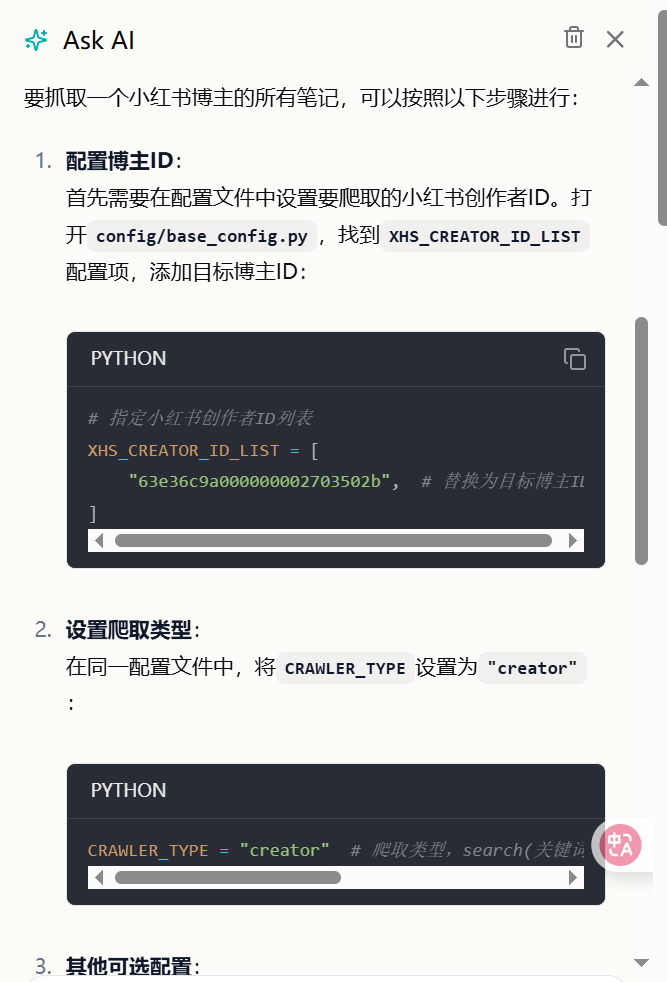 Ask AI
要抓取一个小红书博主的所有笔记，可以按照以下步骤进行：
1. 配置博主ID：
首先需要在配置文件中设置要爬取的小红书创作者ID。打
开 config/base_config.py ，找到 XHS_CREATOR_ID_LIST
配置项，添加目标博主ID：
PYTHON
# 指定小红书创作者ID列表
XHS_CREATOR_ID_LIST = [
"63e36c9a000000002703502b",  # 替换为目标博主ID
]
2. 设置爬取类型：
在同一配置文件中，将 CRAWLER_TYPE 设置为 "creator"
：
PYTHON
CRAWLER_TYPE = "creator"  # 爬取类型，search(关键词
中A
3. 其他可选配置：